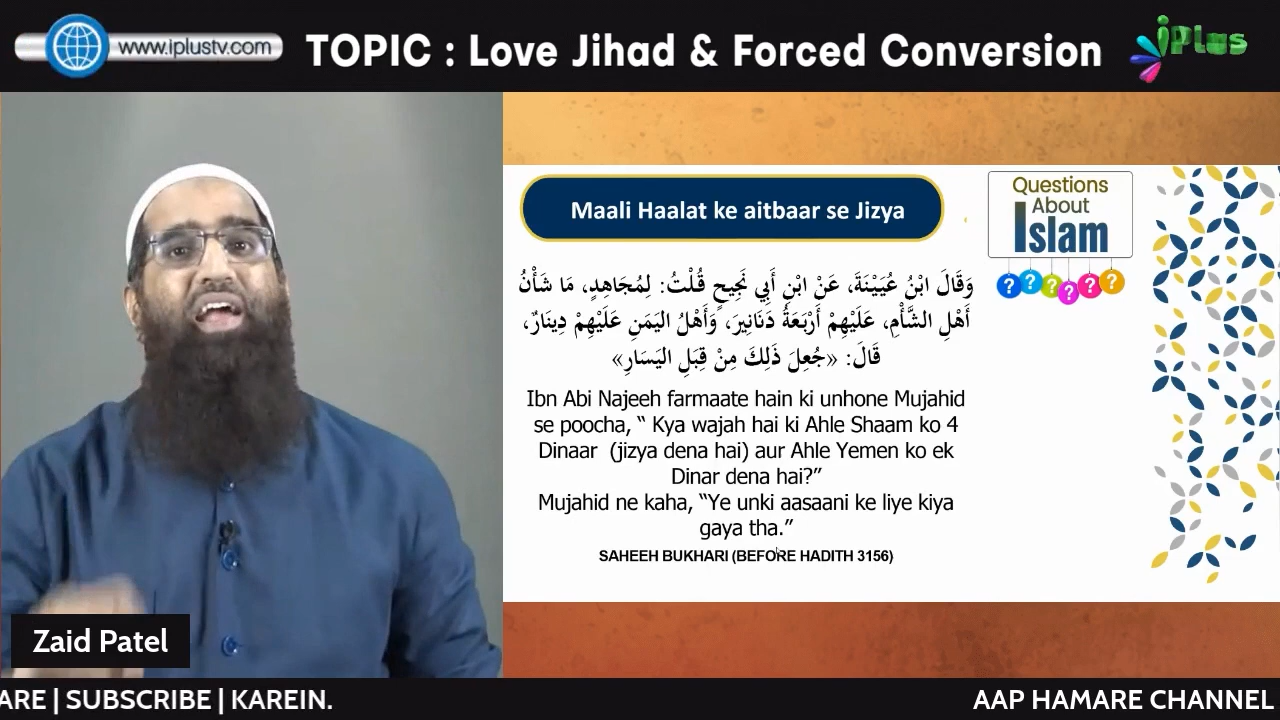 www.iplustv.com
TOPIC : Love Jihad & Forced Conversion
iPlus
Maali Haalat ke aitbaar se Jizya
Questions
About
Islam
? ? ? ? ? ?
وَقَالَ ابْنُ عُيَيْنَةَ، عَنْ ابْنِ أَبِي نَجِيحٍ قُلْتُ: لِمُجَاهِدٍ، مَا شَأْنُ
أَهْلِ الشَّأْمِ، عَلَيْهِمْ أَرْبَعَةُ دَنَانِيرَ، وَأَهْلُ اليَمَنِ عَلَيْهِمْ دِينَارٌ،
قَالَ: «جُعِلَ ذَلِكَ مِنْ قِبَلِ اليَسَارِ»
Ibn Abi Najeeh farmaate hain ki unhone Mujahid
se poocha, “ Kya wajah hai ki Ahle Shaam ko 4
Dinaar (jizya dena hai) aur Ahle Yemen ko ek
Dinar dena hai?”
Mujahid ne kaha, “Ye unki aasaani ke liye kiya
gaya tha.”
SAHEEH BUKHARI (BEFORE HADITH 3156)
Zaid Patel
ARE | SUBSCRIBE | KAREIN.
AAP HAMARE CHANNEL